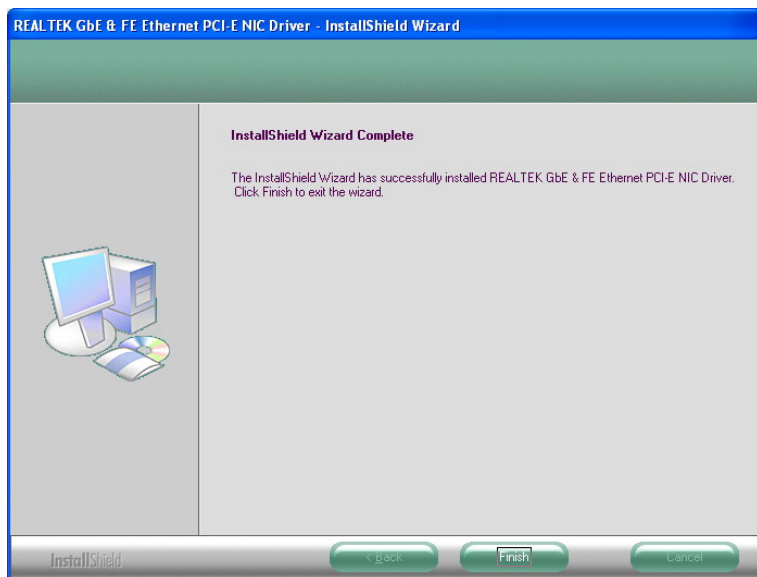 REALTEK GbE & FE Ethernet PCI-E NIC Driver - InstallShield Wizard
InstallShield Wizard Complete
The InstallShield Wizard has successfully installed REALTEK GbE & FE Ethernet PCI-E NIC Driver.
Click Finish to exit the wizard.
InstallShield
< Back
Finish
Cancel